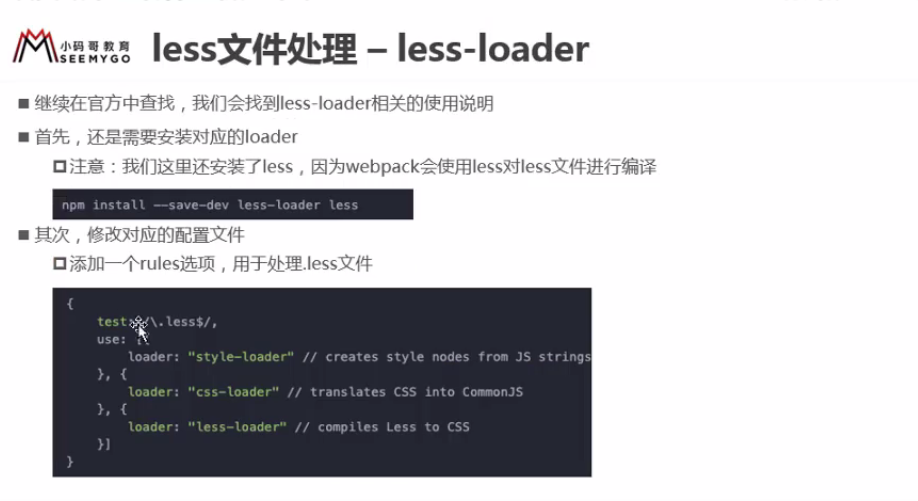 小码哥教育
SEEMYGO
less文件处理 – less-loader
继续在官方中查找，我们会找到less-loader相关的使用说明
首先，还是需要安装对应的loader
注意：我们这里还安装了less，因为webpack会使用less对less文件进行编译
npm install --save-dev less-loader less
其次，修改对应的配置文件
添加一个rules选项，用于处理.less文件
{
test: /\.less$/,
use: [{
loader: "style-loader" // creates style nodes from JS strings
}, {
loader: "css-loader" // translates CSS into CommonJS
}, {
loader: "less-loader" // compiles Less to CSS
}]
}